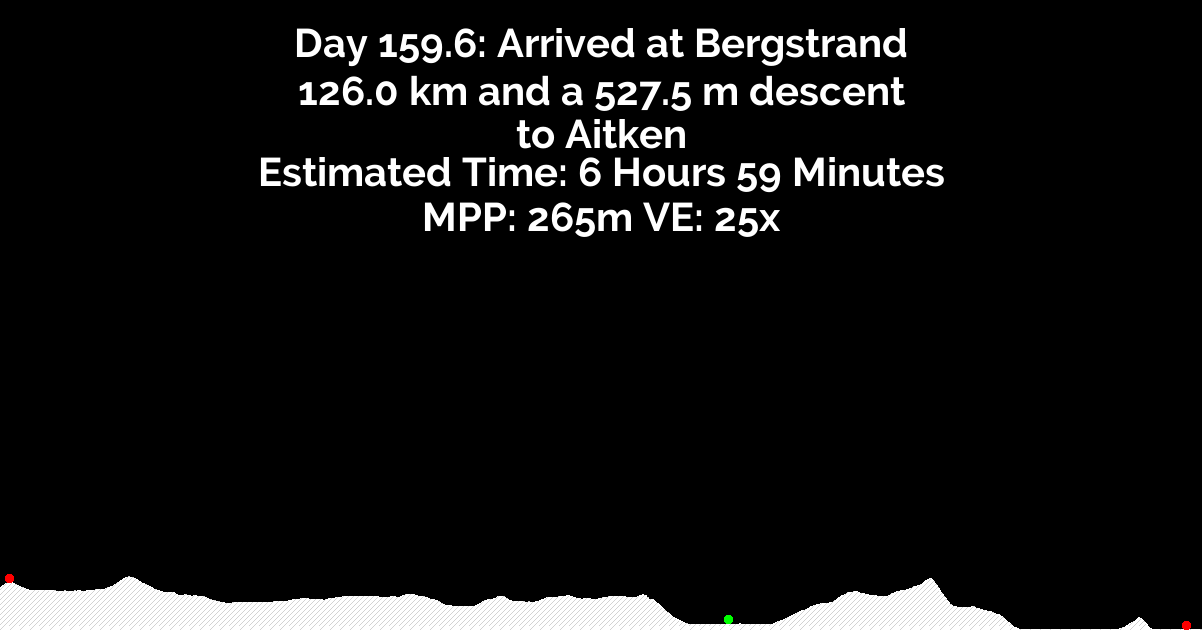 Day 159.6: Arrived at Bergstrand
126.0 km and a 527.5 m descent
to Aitken
Estimated Time: 6 Hours 59 Minutes
MPP: 265m VE: 25x